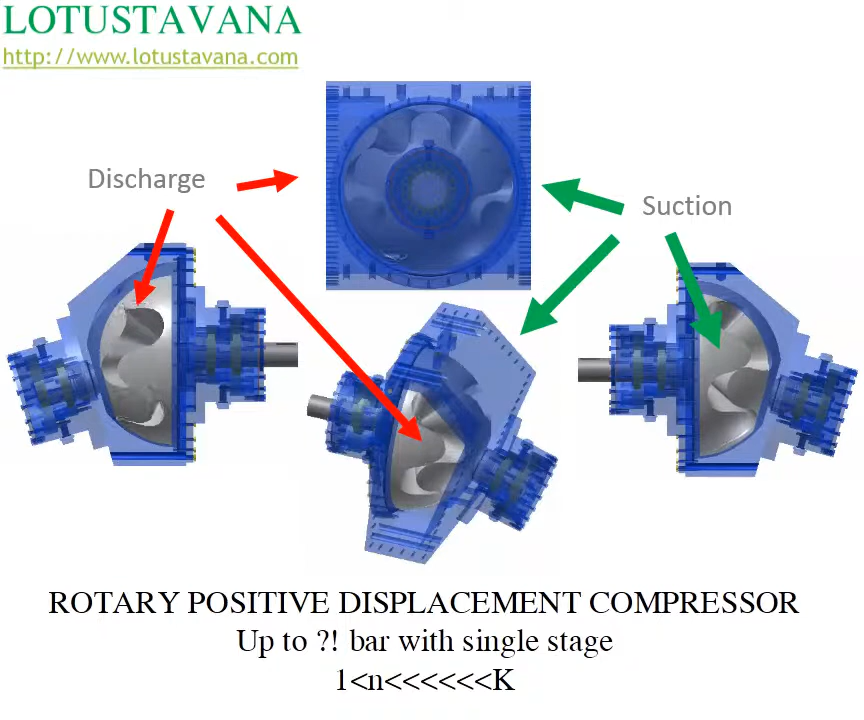 LOTUSTAVANA
http://www.lotustavana.com
Discharge
Suction
ROTARY POSITIVE DISPLACEMENT COMPRESSOR
Up to ?! bar with single stage
1<n<<<<<<K